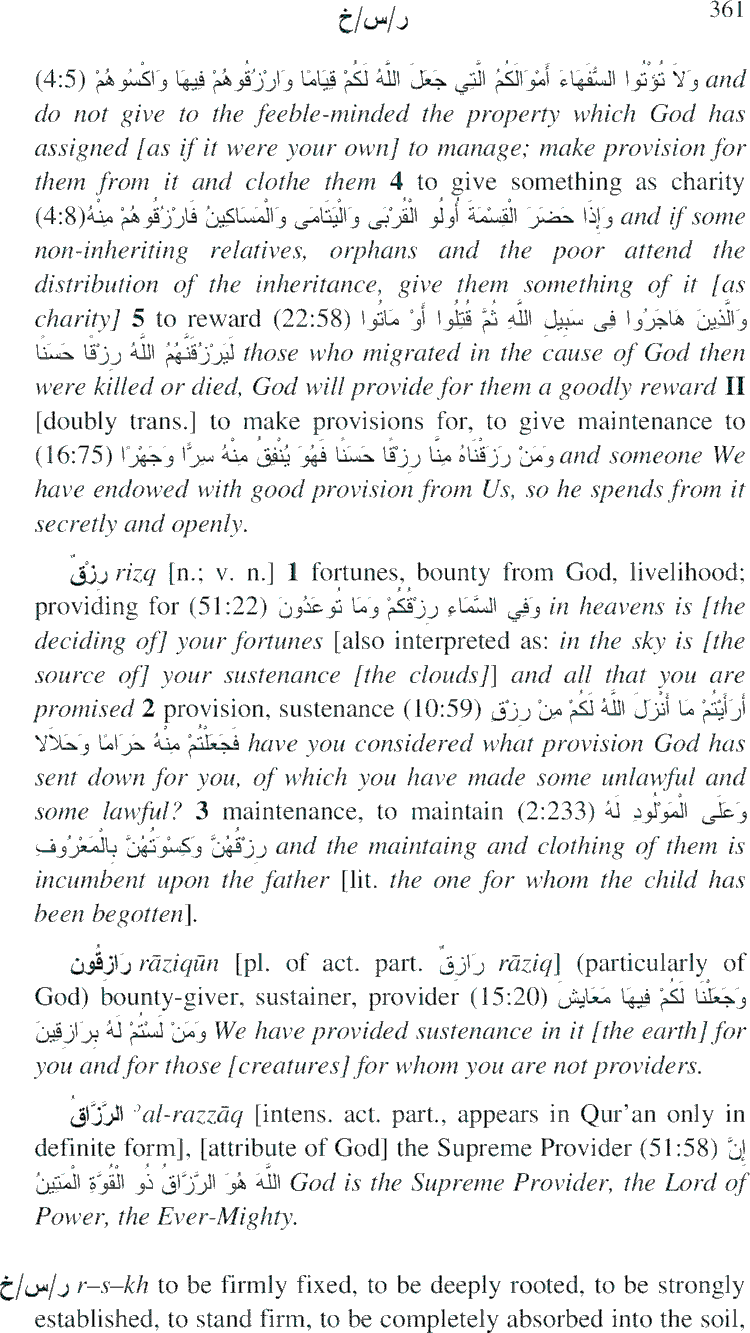 ر/س/خ 361
(4:5) وَلَا تُؤْتُوا السُّفَهَاءَ أَمْوَالَكُمُ الَّتِي جَعَلَ اللَّهُ لَكُمْ قِيَامًا وَارْزُقُوهُمْ فِيهَا وَاكْسُوهُمْ and
do not give to the feeble-minded the property which God has
assigned [as if it were your own] to manage; make provision for
them from it and clothe them 4 to give something as charity
(4:8) وَإِذَا حَضَرَ الْقِسْمَةَ أُولُو الْقُرْبَى وَالْيَتَامَى وَالْمَسَاكِينُ فَارْزُقُوهُمْ مِنْهُ and if some
non-inheriting relatives, orphans and the poor attend the
distribution of the inheritance, give them something of it [as
charity] 5 to reward (22:58) وَالَّذِينَ هَاجَرُوا فِى سَبِيلِ اللَّهِ ثُمَّ قُتِلُوا أَوْ مَاتُوا
لَيَرْزُقَنَّهُمُ اللَّهُ رِزْقًا حَسَنًا those who migrated in the cause of God then
were killed or died, God will provide for them a goodly reward II
[doubly trans.] to make provisions for, to give maintenance to
(16:75) وَمَنْ رَزَقْنَاهُ مِنَّا رِزْقًا حَسَنًا فَهُوَ يُنْفِقُ مِنْهُ سِرًّا وَجَهْرًا and someone We
have endowed with good provision from Us, so he spends from it
secretly and openly.
رِزْقٌ rizq [n.; v. n.] 1 fortunes, bounty from God, livelihood;
providing for (51:22) وَفِي السَّمَاءِ رِزْقُكُمْ وَمَا تُوعَدُونَ in heavens is [the
deciding of] your fortunes [also interpreted as: in the sky is [the
source of] your sustenance [the clouds]] and all that you are
promised 2 provision, sustenance (10:59) أَرَأَيْتُمْ مَا أَنْزَلَ اللَّهُ لَكُمْ مِنْ رِزْقٍ
فَجَعَلْتُمْ مِنْهُ حَرَامًا وَحَلَالًا have you considered what provision God has
sent down for you, of which you have made some unlawful and
some lawful? 3 maintenance, to maintain (2:233) وَعَلَى الْمَوْلُودِ لَهُ
رِزْقُهُنَّ وَكِسْوَتُهُنَّ بِالْمَعْرُوفِ and the maintaing and clothing of them is
incumbent upon the father [lit. the one for whom the child has
been begotten].
رَازِقُون rāziqūn [pl. of act. part. رَازِقٌ rāziq] (particularly of
God) bounty-giver, sustainer, provider (15:20) وَجَعَلْنَا لَكُمْ فِيهَا مَعَايِشَ
وَمَنْ لَسْتُمْ لَهُ بِرَازِقِينَ We have provided sustenance in it [the earth] for
you and for those [creatures] for whom you are not providers.
الرَّزَّاقُ ʾal-razzāq [intens. act. part., appears in Qur'an only in
definite form], [attribute of God] the Supreme Provider (51:58) إِنَّ
اللَّهَ هُوَ الرَّزَّاقُ ذُو الْقُوَّةِ الْمَتِينُ God is the Supreme Provider, the Lord of
Power, the Ever-Mighty.
ر/س/خ r–s–kh to be firmly fixed, to be deeply rooted, to be strongly
established, to stand firm, to be completely absorbed into the soil,